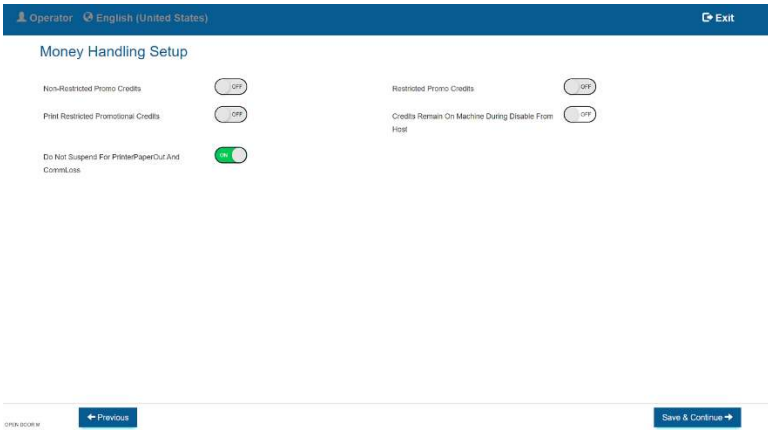 Operator English (United States) Exit
Money Handling Setup
Non-Restricted Promo Credits OFF Restricted Promo Credits OFF
Print Restricted Promotional Credits OFF Credits Remain On Machine During Disable From OFF
Host
Do Not Suspend For PrinterPaperOut And ON
CommLoss
Previous Save & Continue
OPEN DOOR M